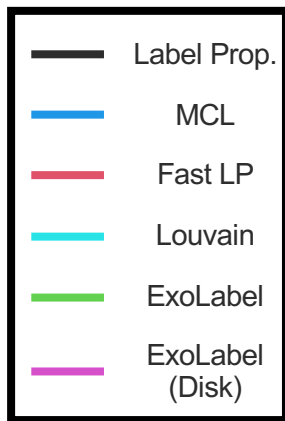 Label Prop.
MCL
Fast LP
Louvain
ExoLabel
ExoLabel
(Disk)